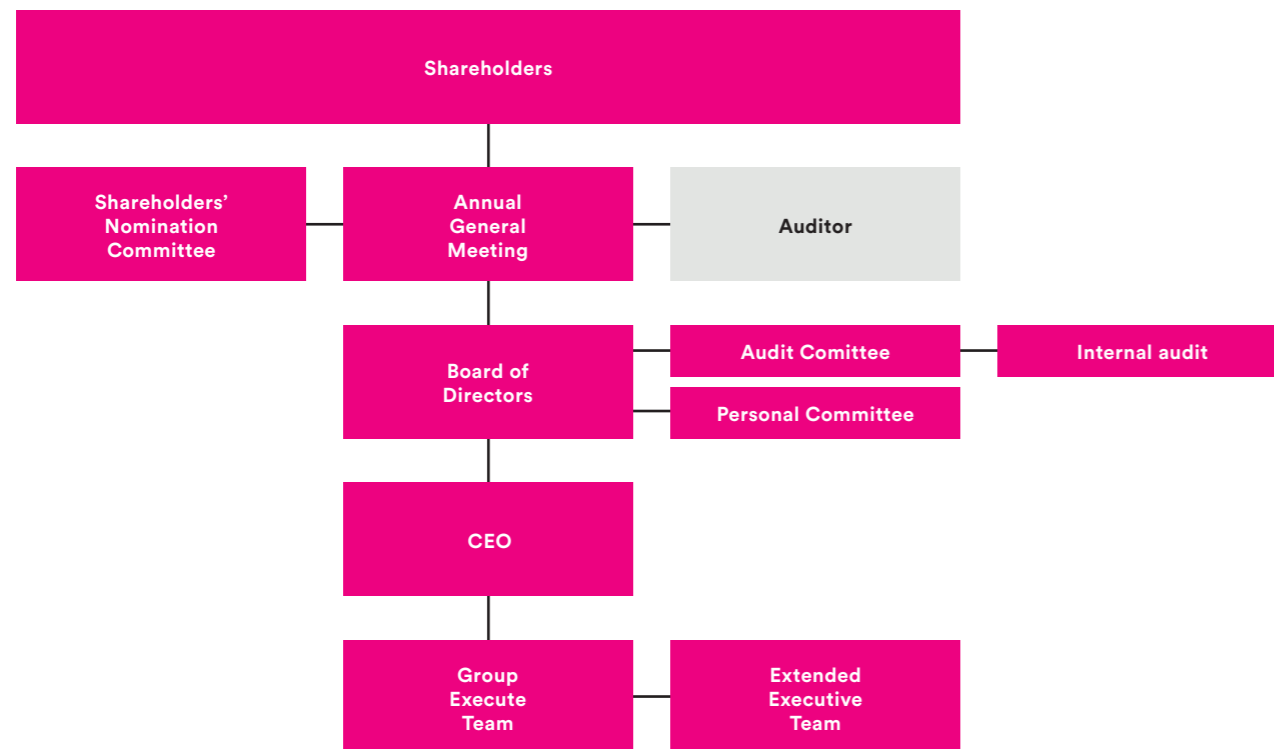 Shareholders
Shareholders’
Nomination
Committee
Annual
General
Meeting
Auditor
Board of
Directors
Audit Comittee
Internal audit
Personal Committee
CEO
Group
Execute
Team
Extended
Executive
Team